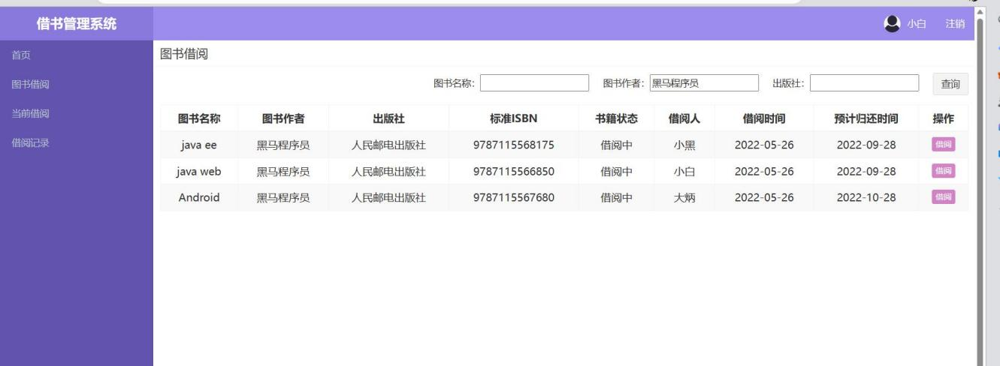 借书管理系统
小白 注销
首页
图书借阅
当前借阅
借阅记录
图书借阅
图书名称: 图书作者: 黑马程序员 出版社: 查询
图书名称 图书作者 出版社 标准ISBN 书籍状态 借阅人 借阅时间 预计归还时间 操作
java ee 黑马程序员 人民邮电出版社 9787115568175 借阅中 小黑 2022-05-26 2022-09-28 借阅
java web 黑马程序员 人民邮电出版社 9787115566850 借阅中 小白 2022-05-26 2022-09-28 借阅
Android 黑马程序员 人民邮电出版社 9787115567680 借阅中 大炳 2022-05-26 2022-10-28 借阅